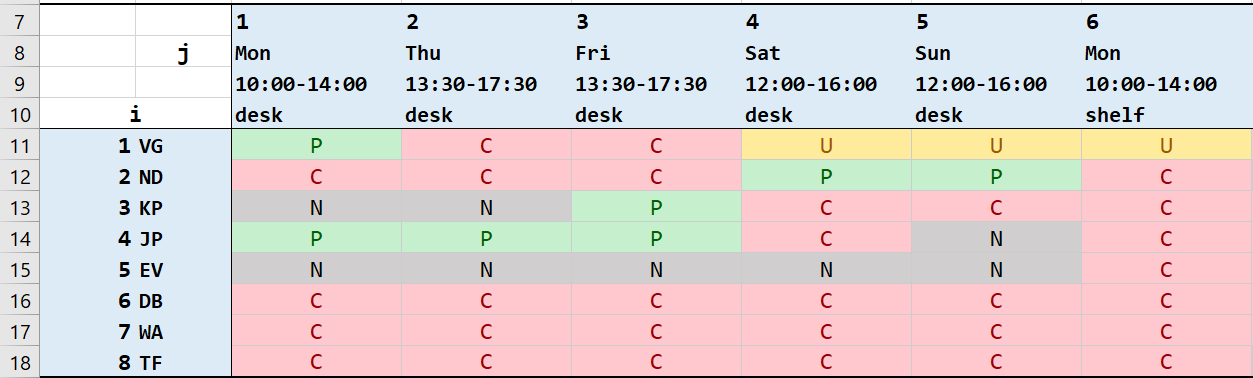 7 1 2 3 4 5 6
8 j Mon Thu Fri Sat Sun Mon
9 10:00-14:00 13:30-17:30 13:30-17:30 12:00-16:00 12:00-16:00 10:00-14:00
10 i desk desk desk desk desk shelf
11 1 VG P C C U U U
12 2 ND C C C P P C
13 3 KP N N P C C C
14 4 JP P P P C N C
15 5 EV N N N N N C
16 6 DB C C C C C C
17 7 WA C C C C C C
18 8 TF C C C C C C